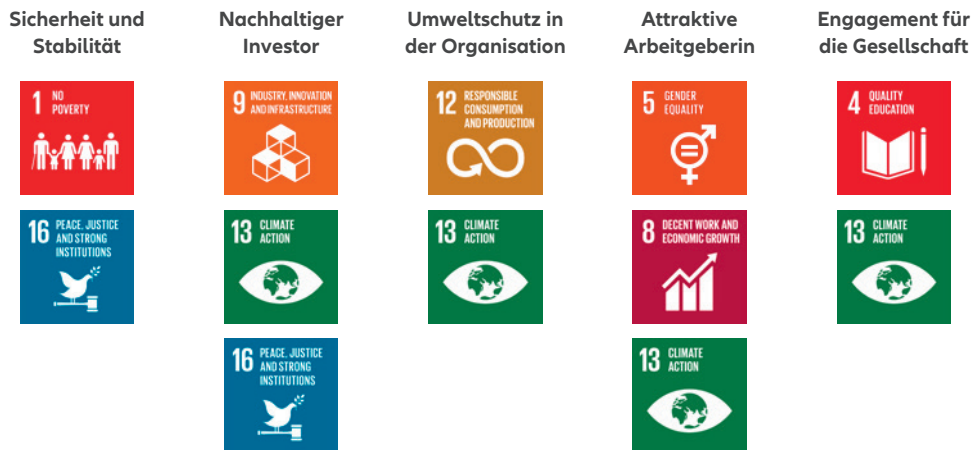 Sicherheit und
Stabilität
1 NO
POVERTY
16 PEACE, JUSTICE
AND STRONG
INSTITUTIONS
Nachhaltiger
Investor
9 INDUSTRY, INNOVATION
AND INFRASTRUCTURE
13 CLIMATE
ACTION
16 PEACE, JUSTICE
AND STRONG
INSTITUTIONS
Umweltschutz in
der Organisation
12 RESPONSIBLE
CONSUMPTION
AND PRODUCTION
13 CLIMATE
ACTION
Attraktive
Arbeitgeberin
5 GENDER
EQUALITY
8 DECENT WORK AND
ECONOMIC GROWTH
13 CLIMATE
ACTION
Engagement für
die Gesellschaft
4 QUALITY
EDUCATION
13 CLIMATE
ACTION